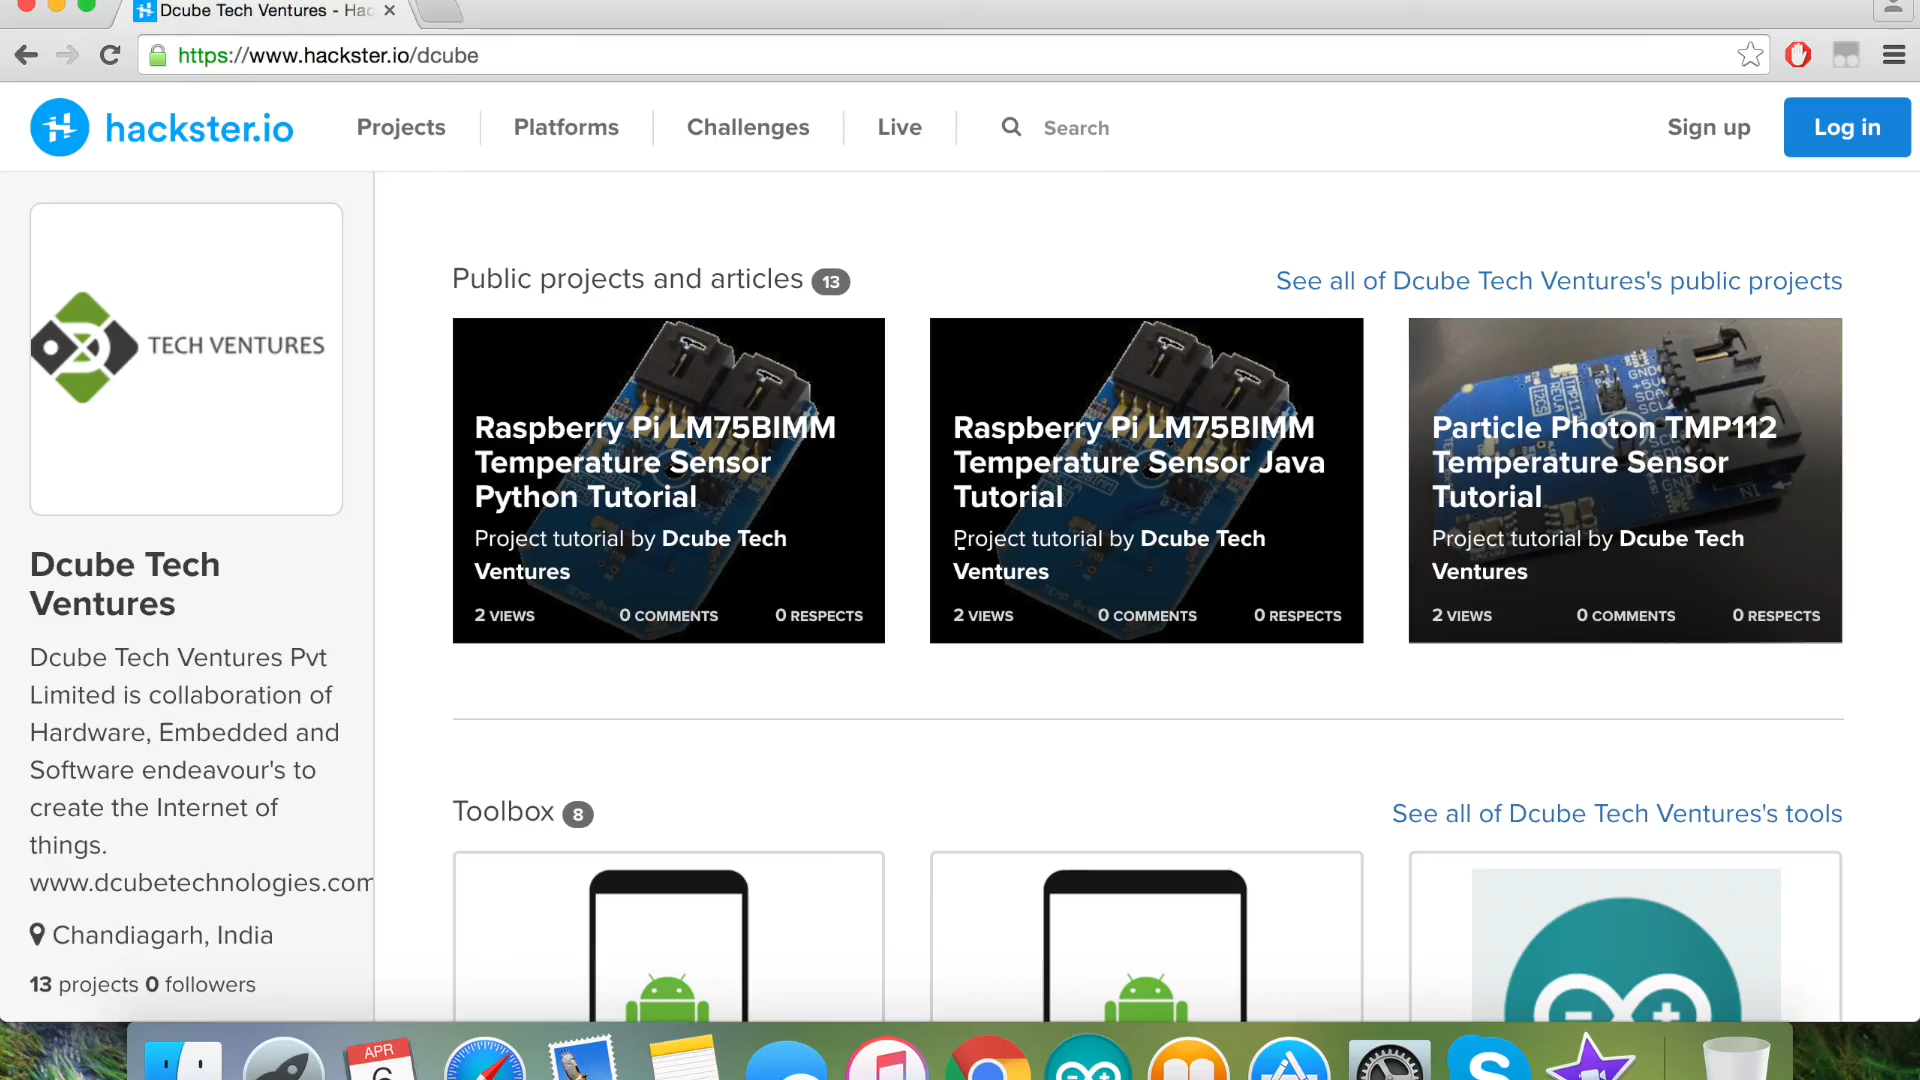 Dcube Tech Ventures - Hac
https://www.hackster.io/dcube
hackster.io
Projects
Platforms
Challenges
Live
Search
Sign up
Log in
TECH VENTURES
Dcube Tech
Ventures
Dcube Tech Ventures Pvt
Limited is collaboration of
Hardware, Embedded and
Software endeavour's to
create the Internet of
things.
www.dcubetechnologies.com
Chandiagarh, India
13 projects 0 followers
Public projects and articles 13
See all of Dcube Tech Ventures's public projects
Raspberry Pi LM75BIMM
Temperature Sensor
Python Tutorial
Project tutorial by Dcube Tech
Ventures
2 VIEWS 0 COMMENTS 0 RESPECTS
Raspberry Pi LM75BIMM
Temperature Sensor Java
Tutorial
Project tutorial by Dcube Tech
Ventures
2 VIEWS 0 COMMENTS 0 RESPECTS
GND
+5V
SDA
SCL
Particle Photon TMP112
Temperature Sensor
Tutorial
Project tutorial by Dcube Tech
Ventures
2 VIEWS 0 COMMENTS 0 RESPECTS
Toolbox 8
See all of Dcube Tech Ventures's tools
APR
6